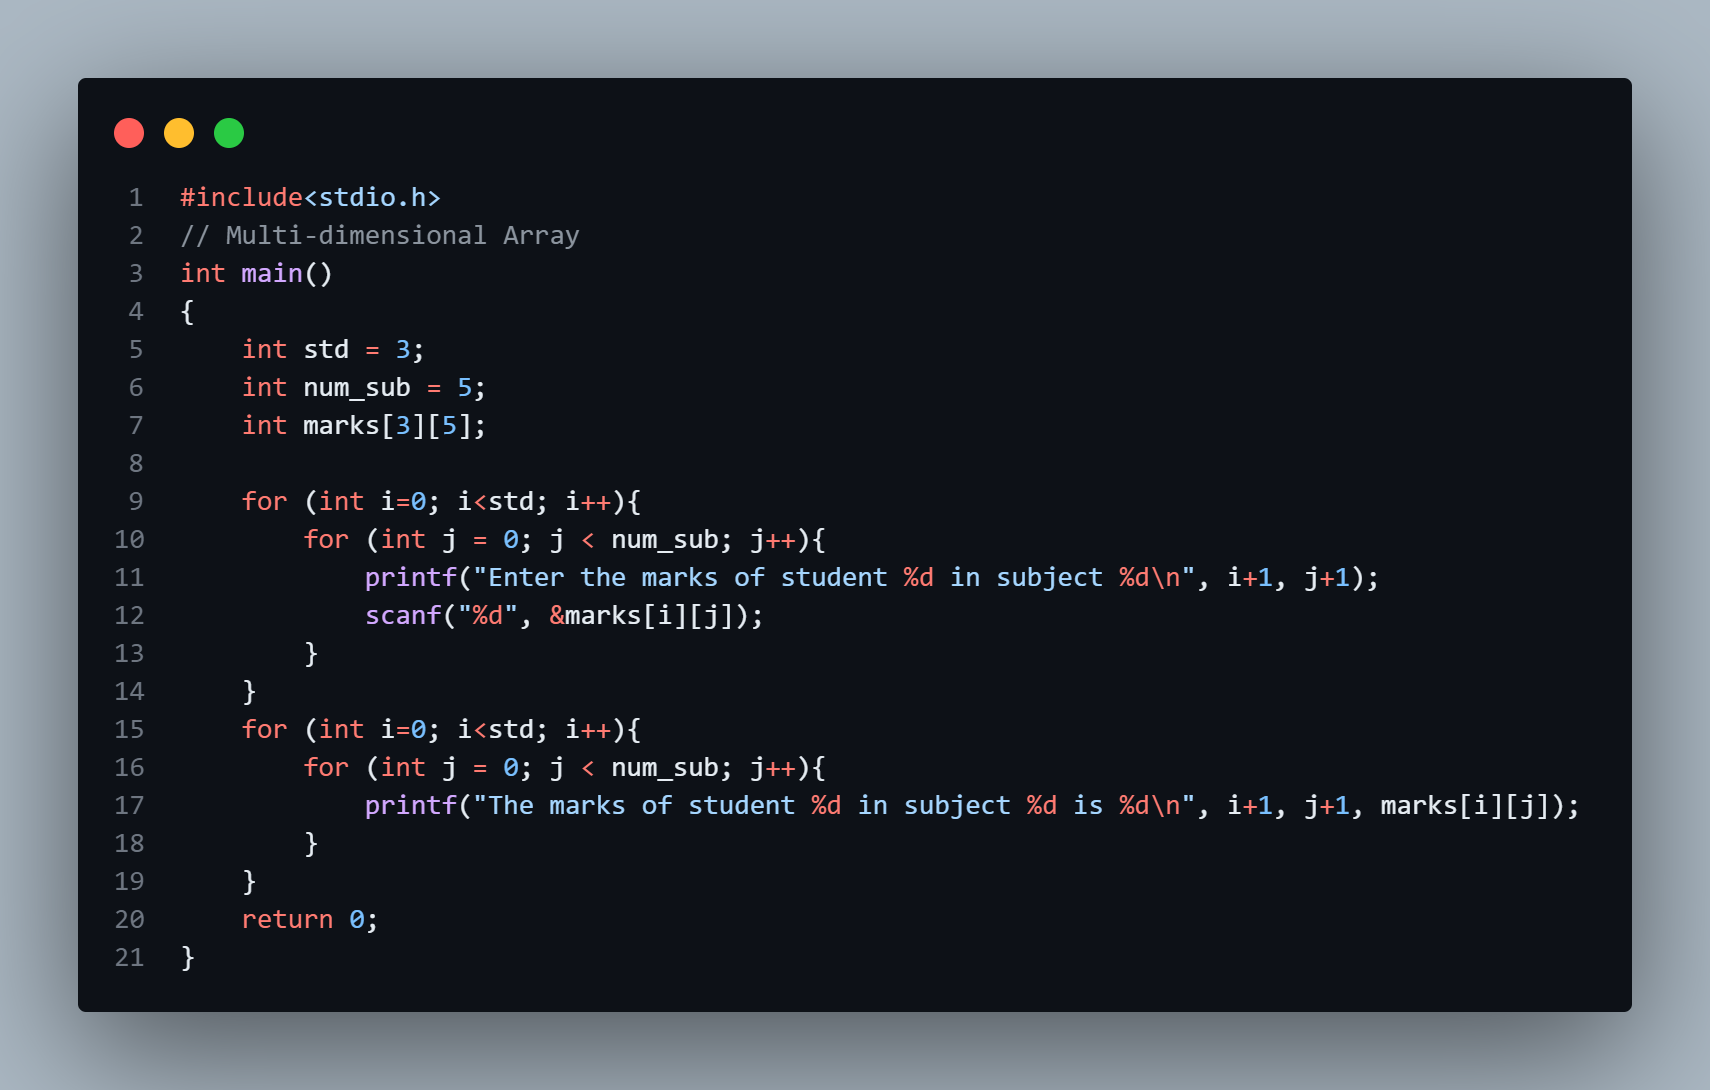 1 #include<stdio.h>
2 // Multi-dimensional Array
3 int main()
4 {
5     int std = 3;
6     int num_sub = 5;
7     int marks[3][5];
8
9     for (int i=0; i<std; i++){
10         for (int j = 0; j < num_sub; j++){
11             printf("Enter the marks of student %d in subject %d\n", i+1, j+1);
12             scanf("%d", &marks[i][j]);
13         }
14     }
15     for (int i=0; i<std; i++){
16         for (int j = 0; j < num_sub; j++){
17             printf("The marks of student %d in subject %d is %d\n", i+1, j+1, marks[i][j]);
18         }
19     }
20     return 0;
21 }